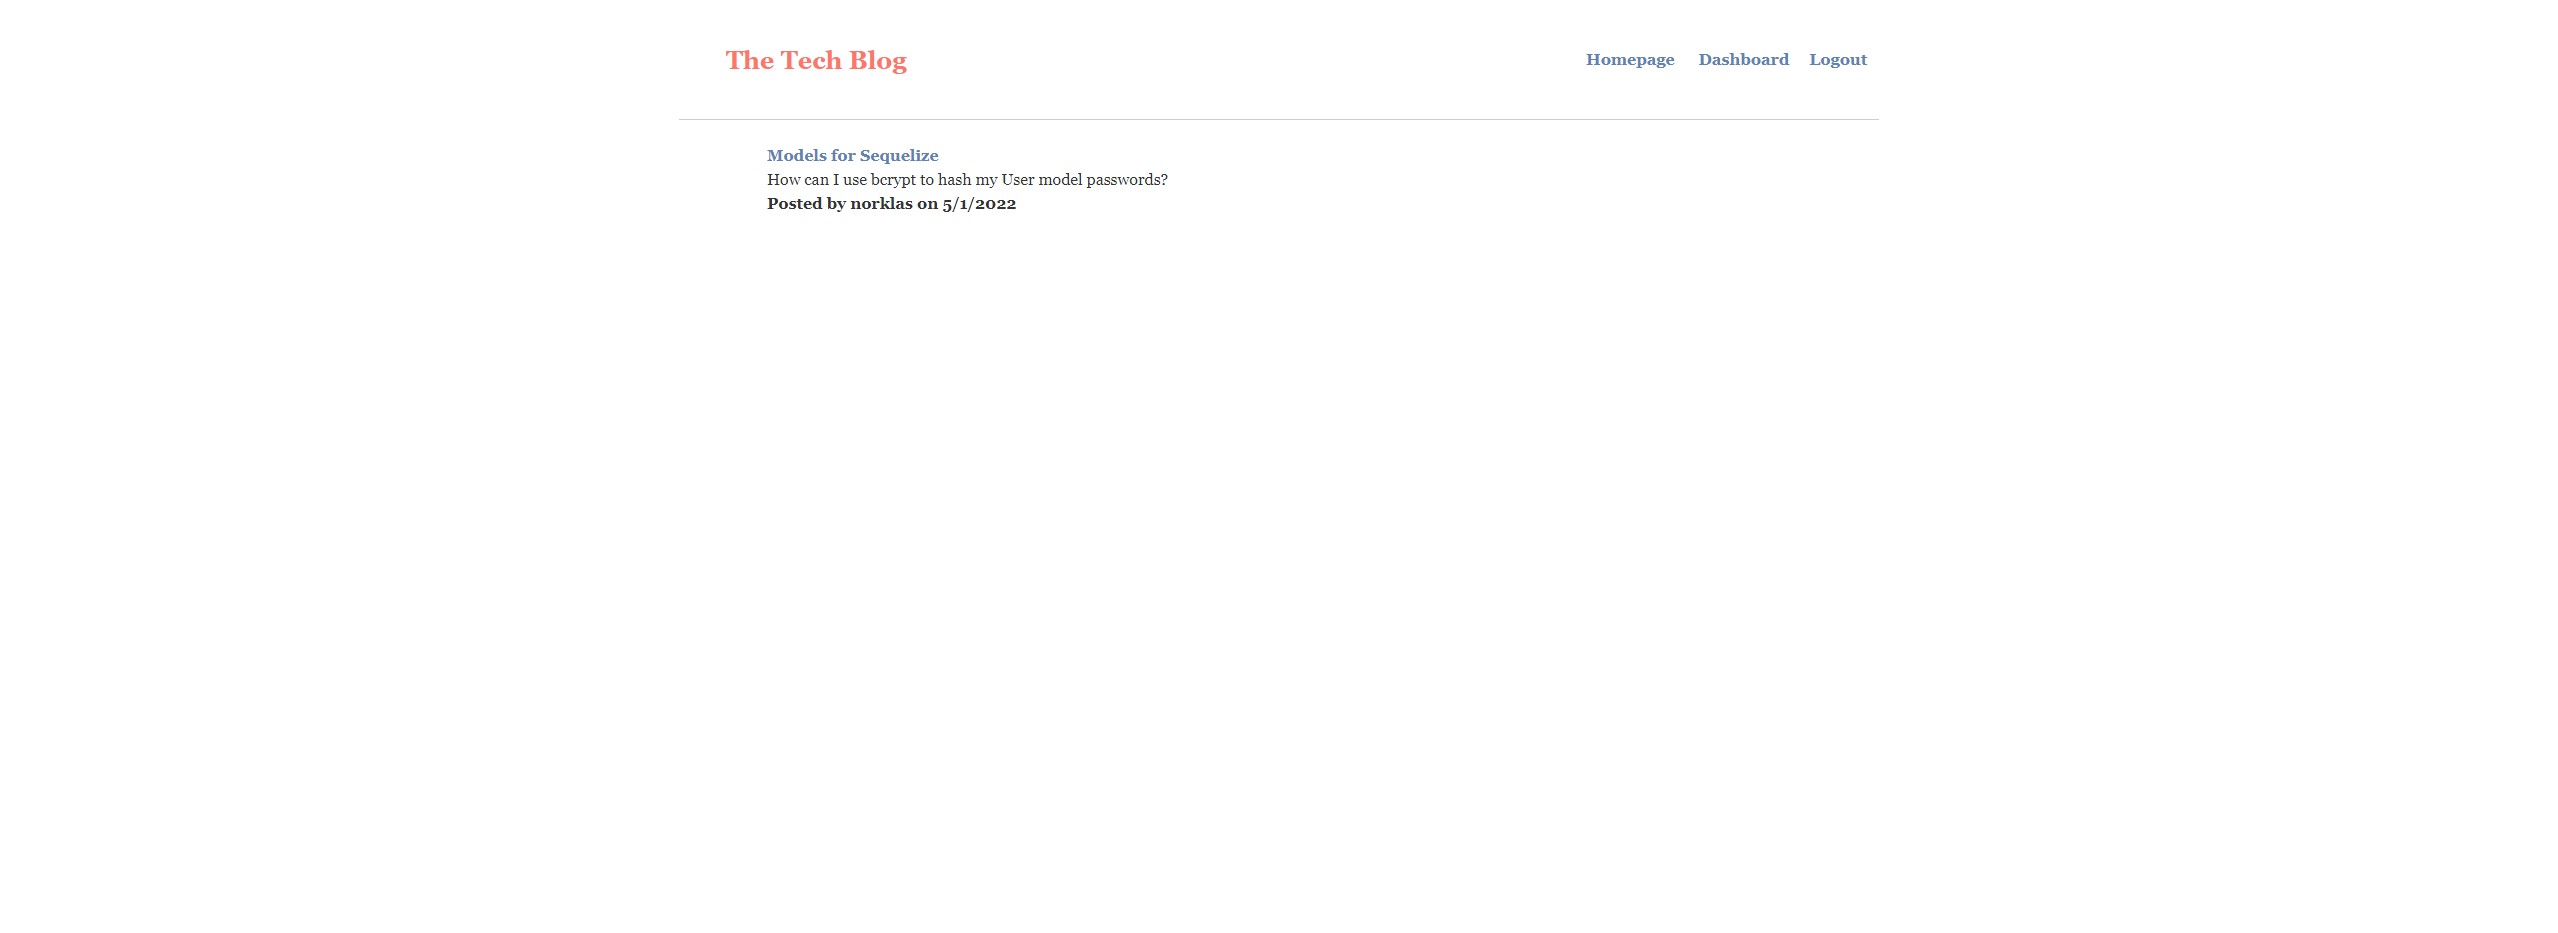 The Tech Blog
Homepage Dashboard Logout
Models for Sequelize
How can I use bcrypt to hash my User model passwords?
Posted by norklas on 5/1/2022